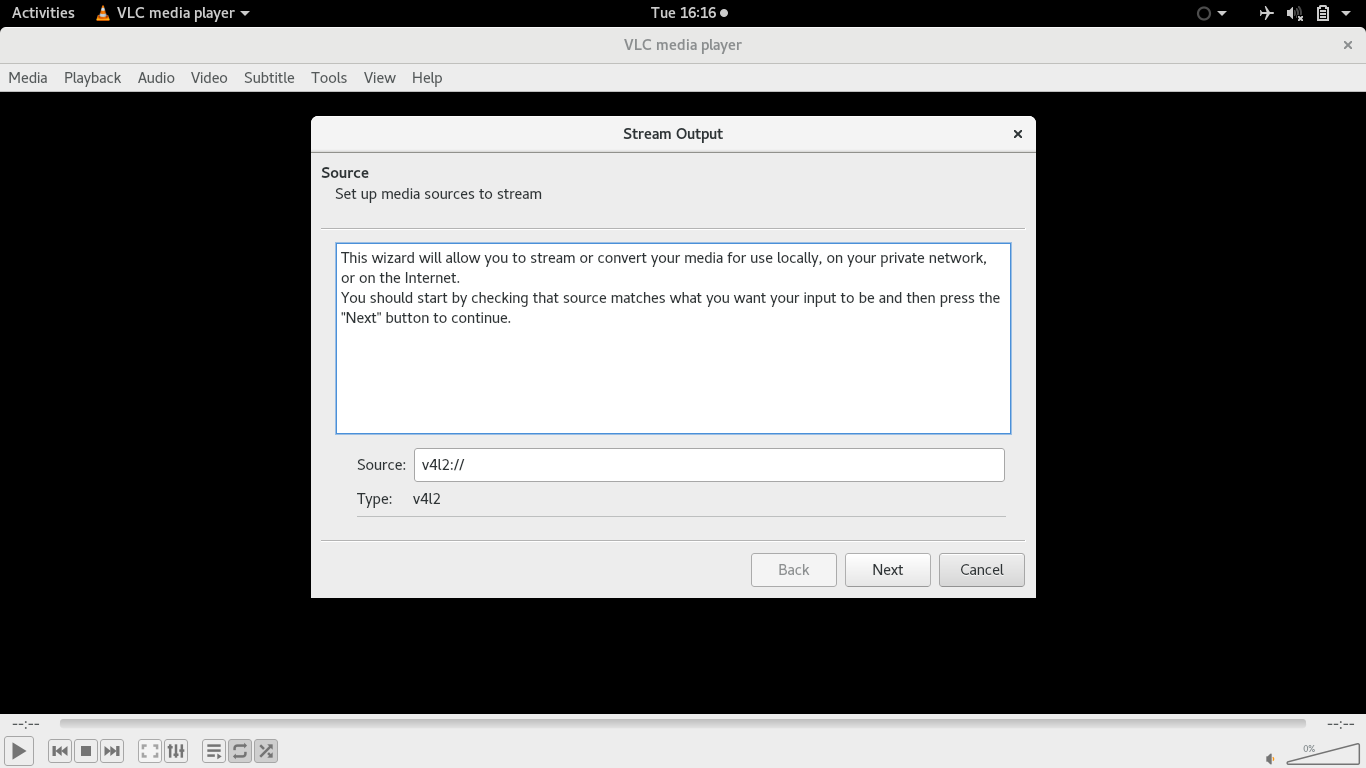 Activities VLC media player Tue 16:16
VLC media player
Media Playback Audio Video Subtitle Tools View Help
Stream Output
Source
Set up media sources to stream
This wizard will allow you to stream or convert your media for use locally, on your private network,
or on the Internet.
You should start by checking that source matches what you want your input to be and then press the
"Next" button to continue.
Source: v4l2://
Type: v4l2
Back Next Cancel
--:-- --:--
0%